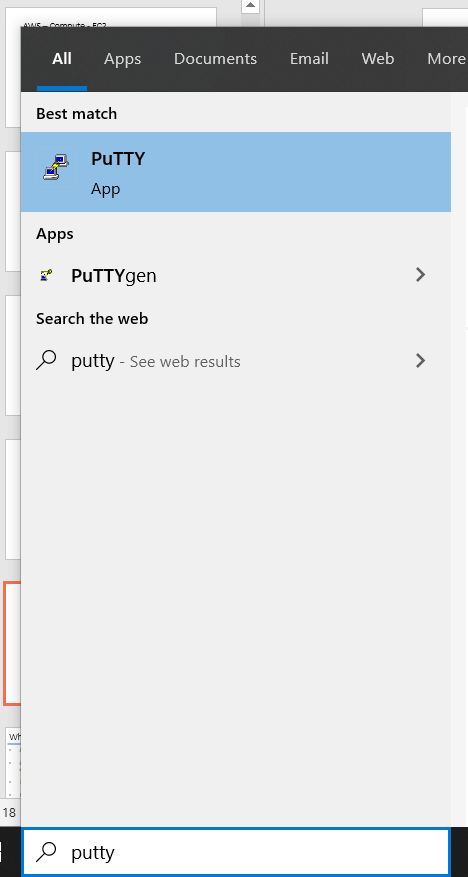 AWS – Compute - EC2
All Apps Documents Email Web More
Best match
PuTTY
App
Apps
PuTTYgen
Search the web
putty - See web results
Wh
18
putty